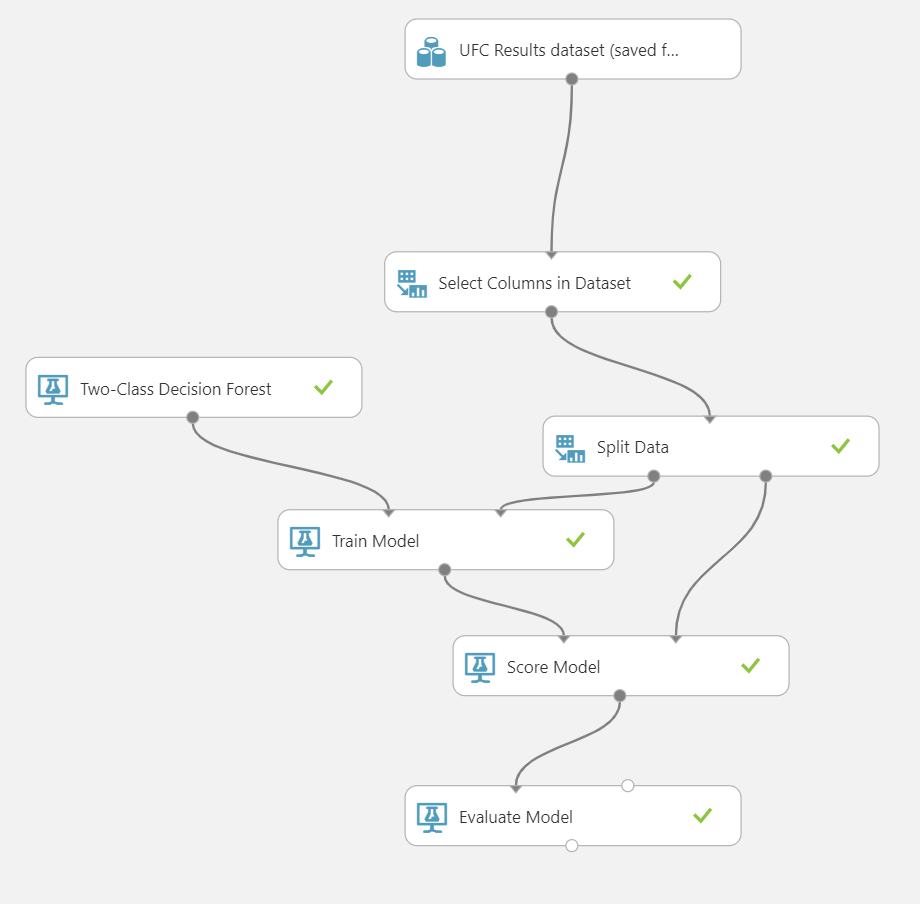 UFC Results dataset (saved f...
Select Columns in Dataset
Two-Class Decision Forest
Split Data
Train Model
Score Model
Evaluate Model